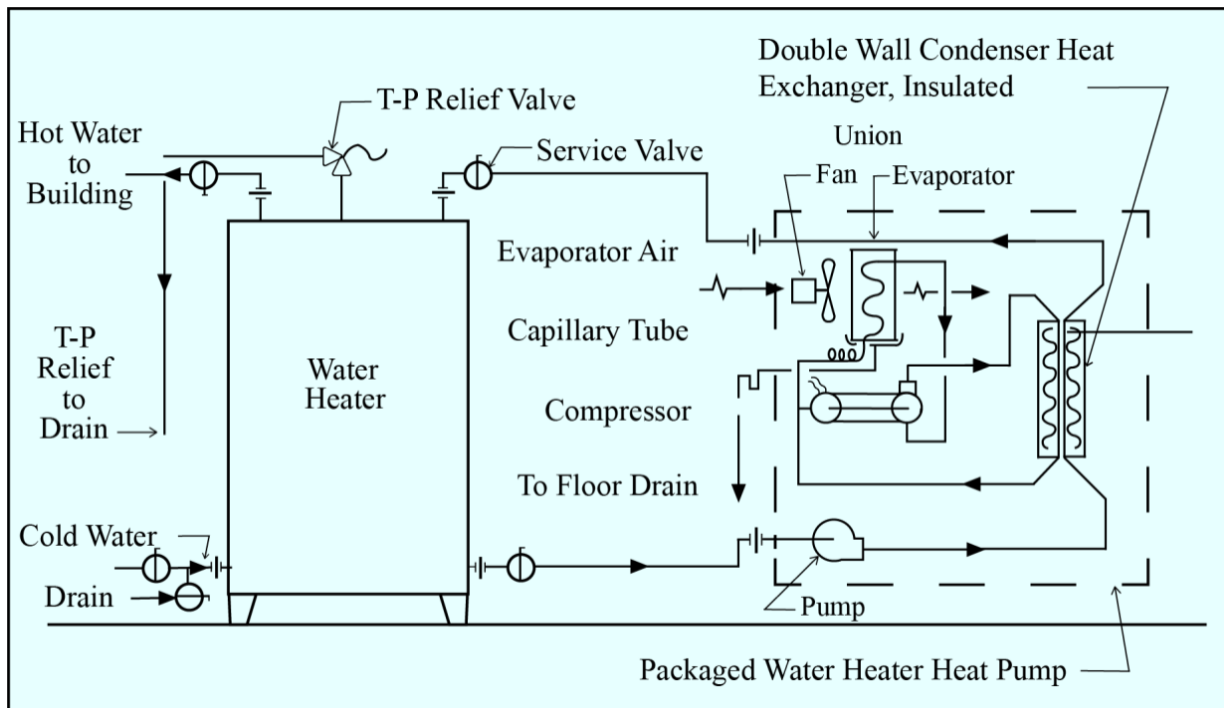 Double Wall Condenser Heat
Exchanger, Insulated
T-P Relief Valve
Hot Water
to
Building
Service Valve
Union
Fan
Evaporator
Evaporator Air
Capillary Tube
T-P
Relief
to
Drain
Water
Heater
Compressor
To Floor Drain
Cold Water
Drain
Pump
Packaged Water Heater Heat Pump